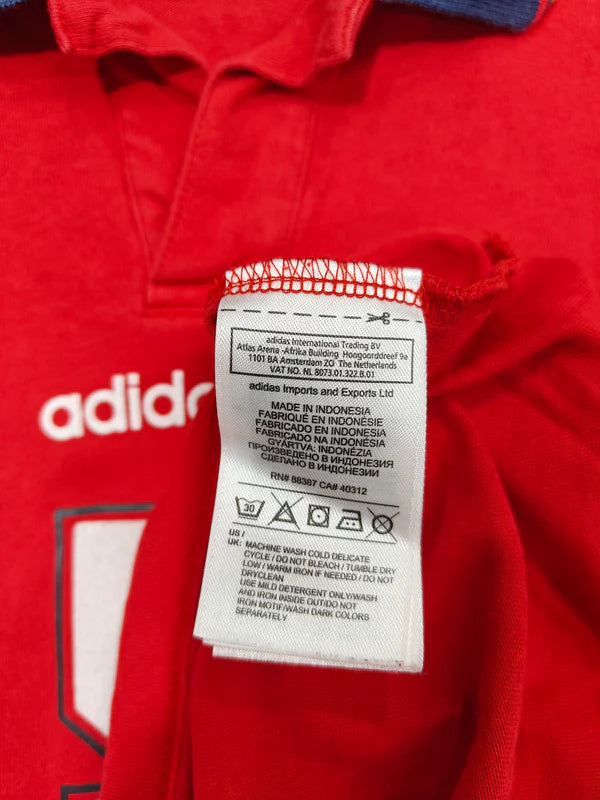 adidas International Trading BV
Atlas Arena -Afrika Building Hoogoorddreef 9a
1101 BA Amsterdam ZO The Netherlands
VAT NO. NL 8073.01.322.B.01
adidas Imports and Exports Ltd
MADE IN INDONESIA
FABRIQUÉ EN INDONÉSIE
FABRICADO EN INDONESIA
FABRICADO NA INDONÉSIA
GYÁRTVA: INDONÉZIA
ПРОИЗВЕДЕНО В ИНДОНЕЗИЯ
СДЕЛАНО В ИНДОНЕЗИИ
RN# 88387 CA# 40312
adida
30
US /
UK: MACHINE WASH COLD DELICATE
CYCLE / DO NOT BLEACH / TUMBLE DRY
LOW / WARM IRON IF NEEDED / DO NOT
DRYCLEAN
USE MILD DETERGENT ONLY/WASH
AND IRON INSIDE OUT/DO NOT
IRON MOTIF/WASH DARK COLORS
SEPARATELY